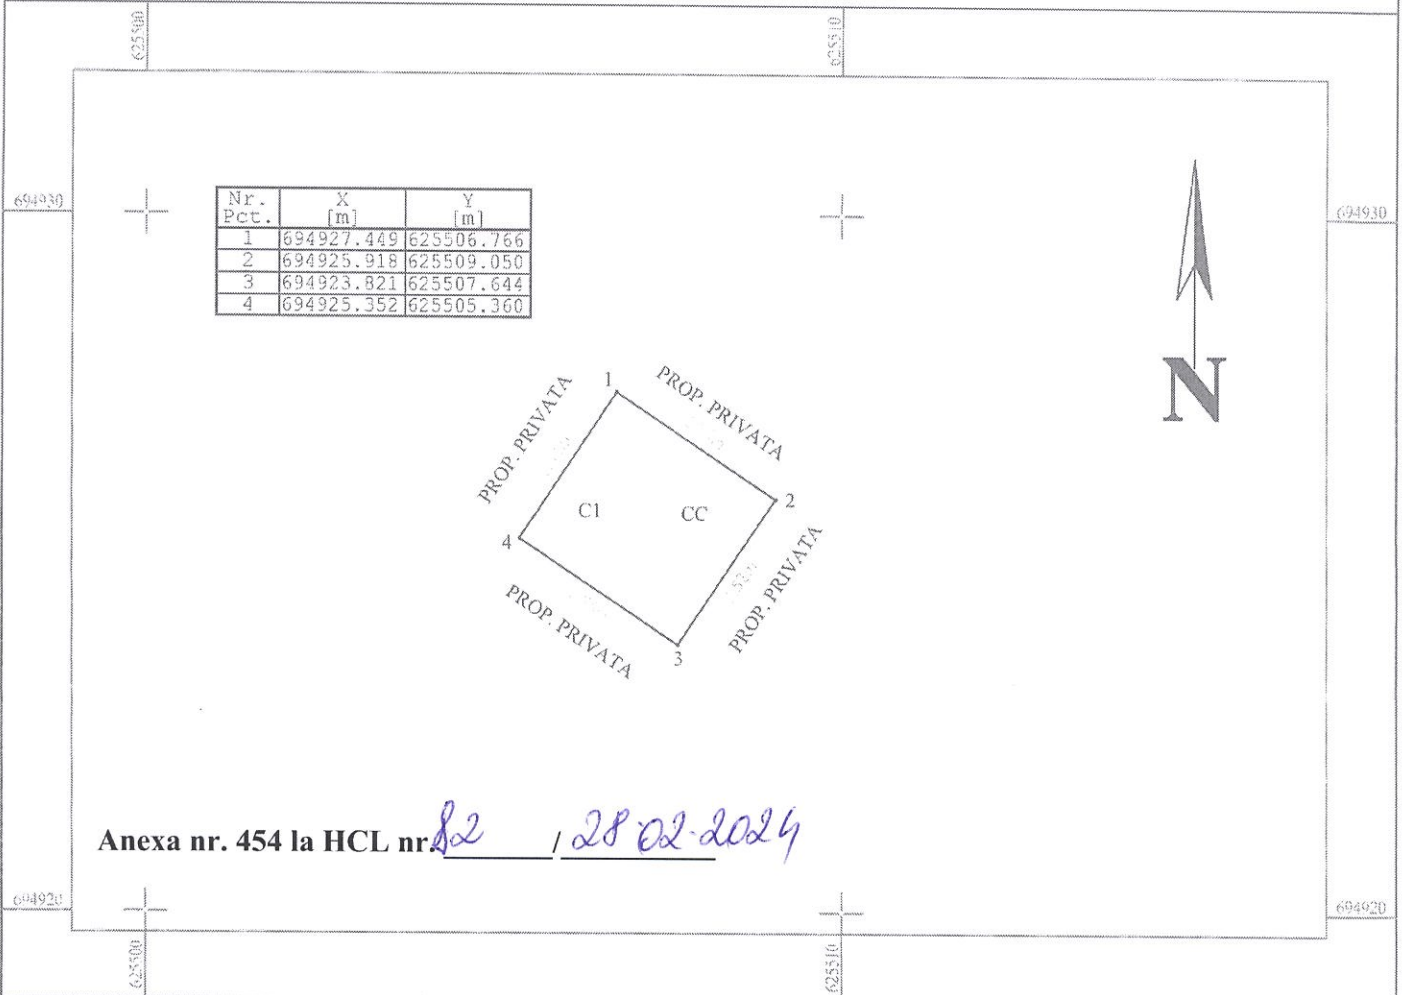 625500
625510
694930
694930
Nr. Pct. X [m] Y [m]
1 694927.449 625506.766
2 694925.918 625509.050
3 694923.821 625507.644
4 694925.352 625505.360
N
1
PROP. PRIVATA
PROP. PRIVATA
2
C1
CC
4
PROP. PRIVATA
PROP. PRIVATA
3
Anexa nr. 454 la HCL nr. 82 / 28.02.2024
694920
694920
625500
625510